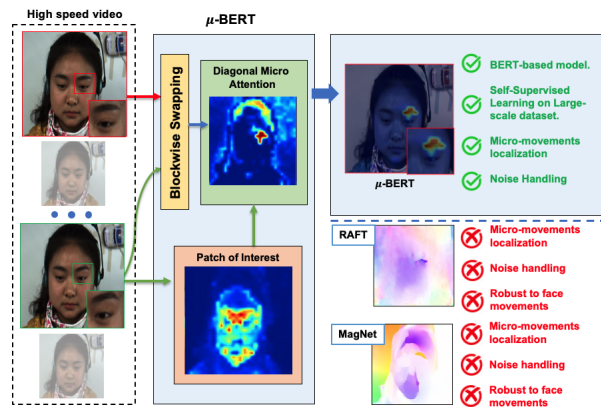 High speed video
μ-BERT
Blockwise Swapping
Diagonal Micro
Attention
Patch of Interest
μ-BERT
BERT-based model.
Self-Supervised
Learning on Large-
scale dataset.
Micro-movements
localization
Noise Handling
RAFT
Micro-movements
localization
Noise handling
Robust to face
movements
MagNet
Micro-movements
localization
Noise handling
Robust to face
movements